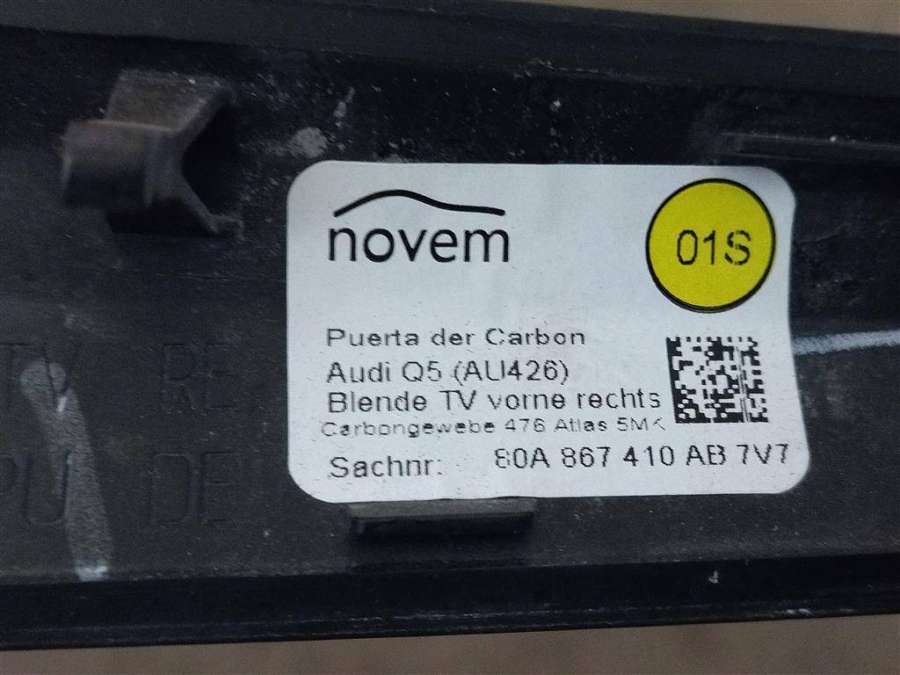 novem
01S
Puerta der Carbon
Audi Q5 (AU426)
Blende TV vorne rechts
Carbongewebe 476 Atlas 5MK
Sachnr: 80A 867 410 AB 7V7
DE